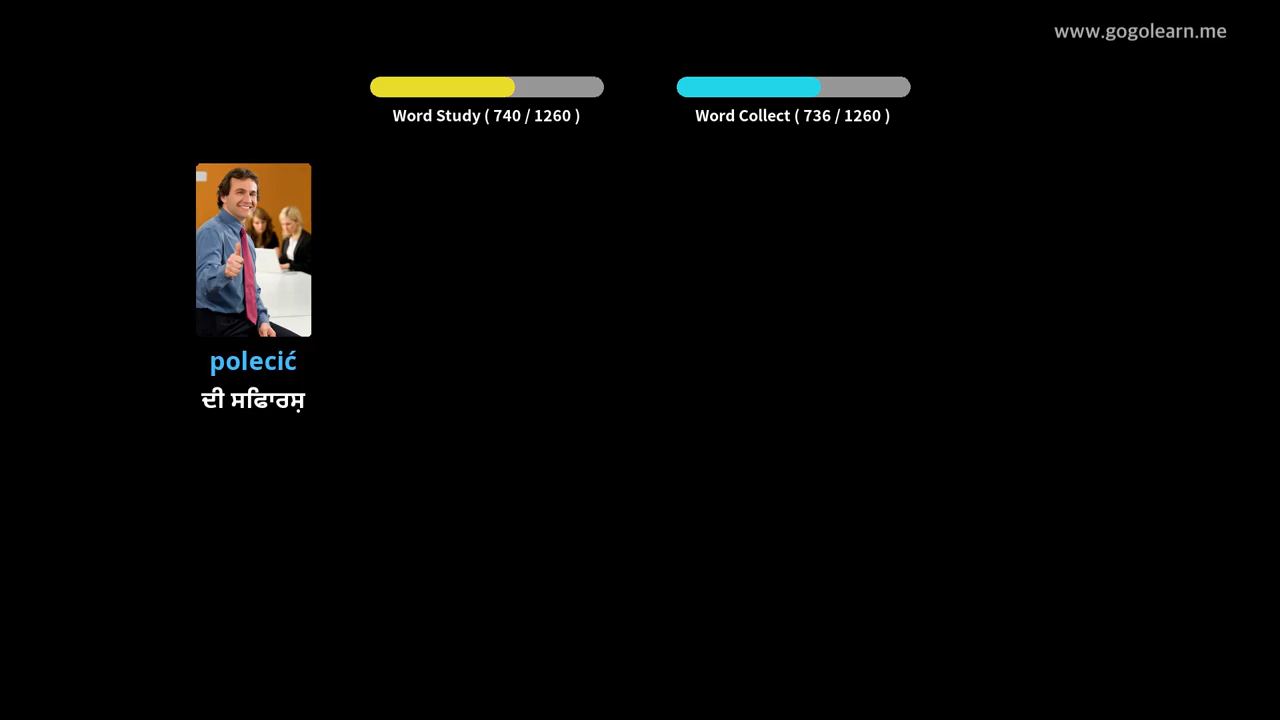 www.gogolearn.me
Word Study ( 740 / 1260 )
Word Collect ( 736 / 1260 )
polecić
ਦੀ ਸਿਫਾਰਸ਼